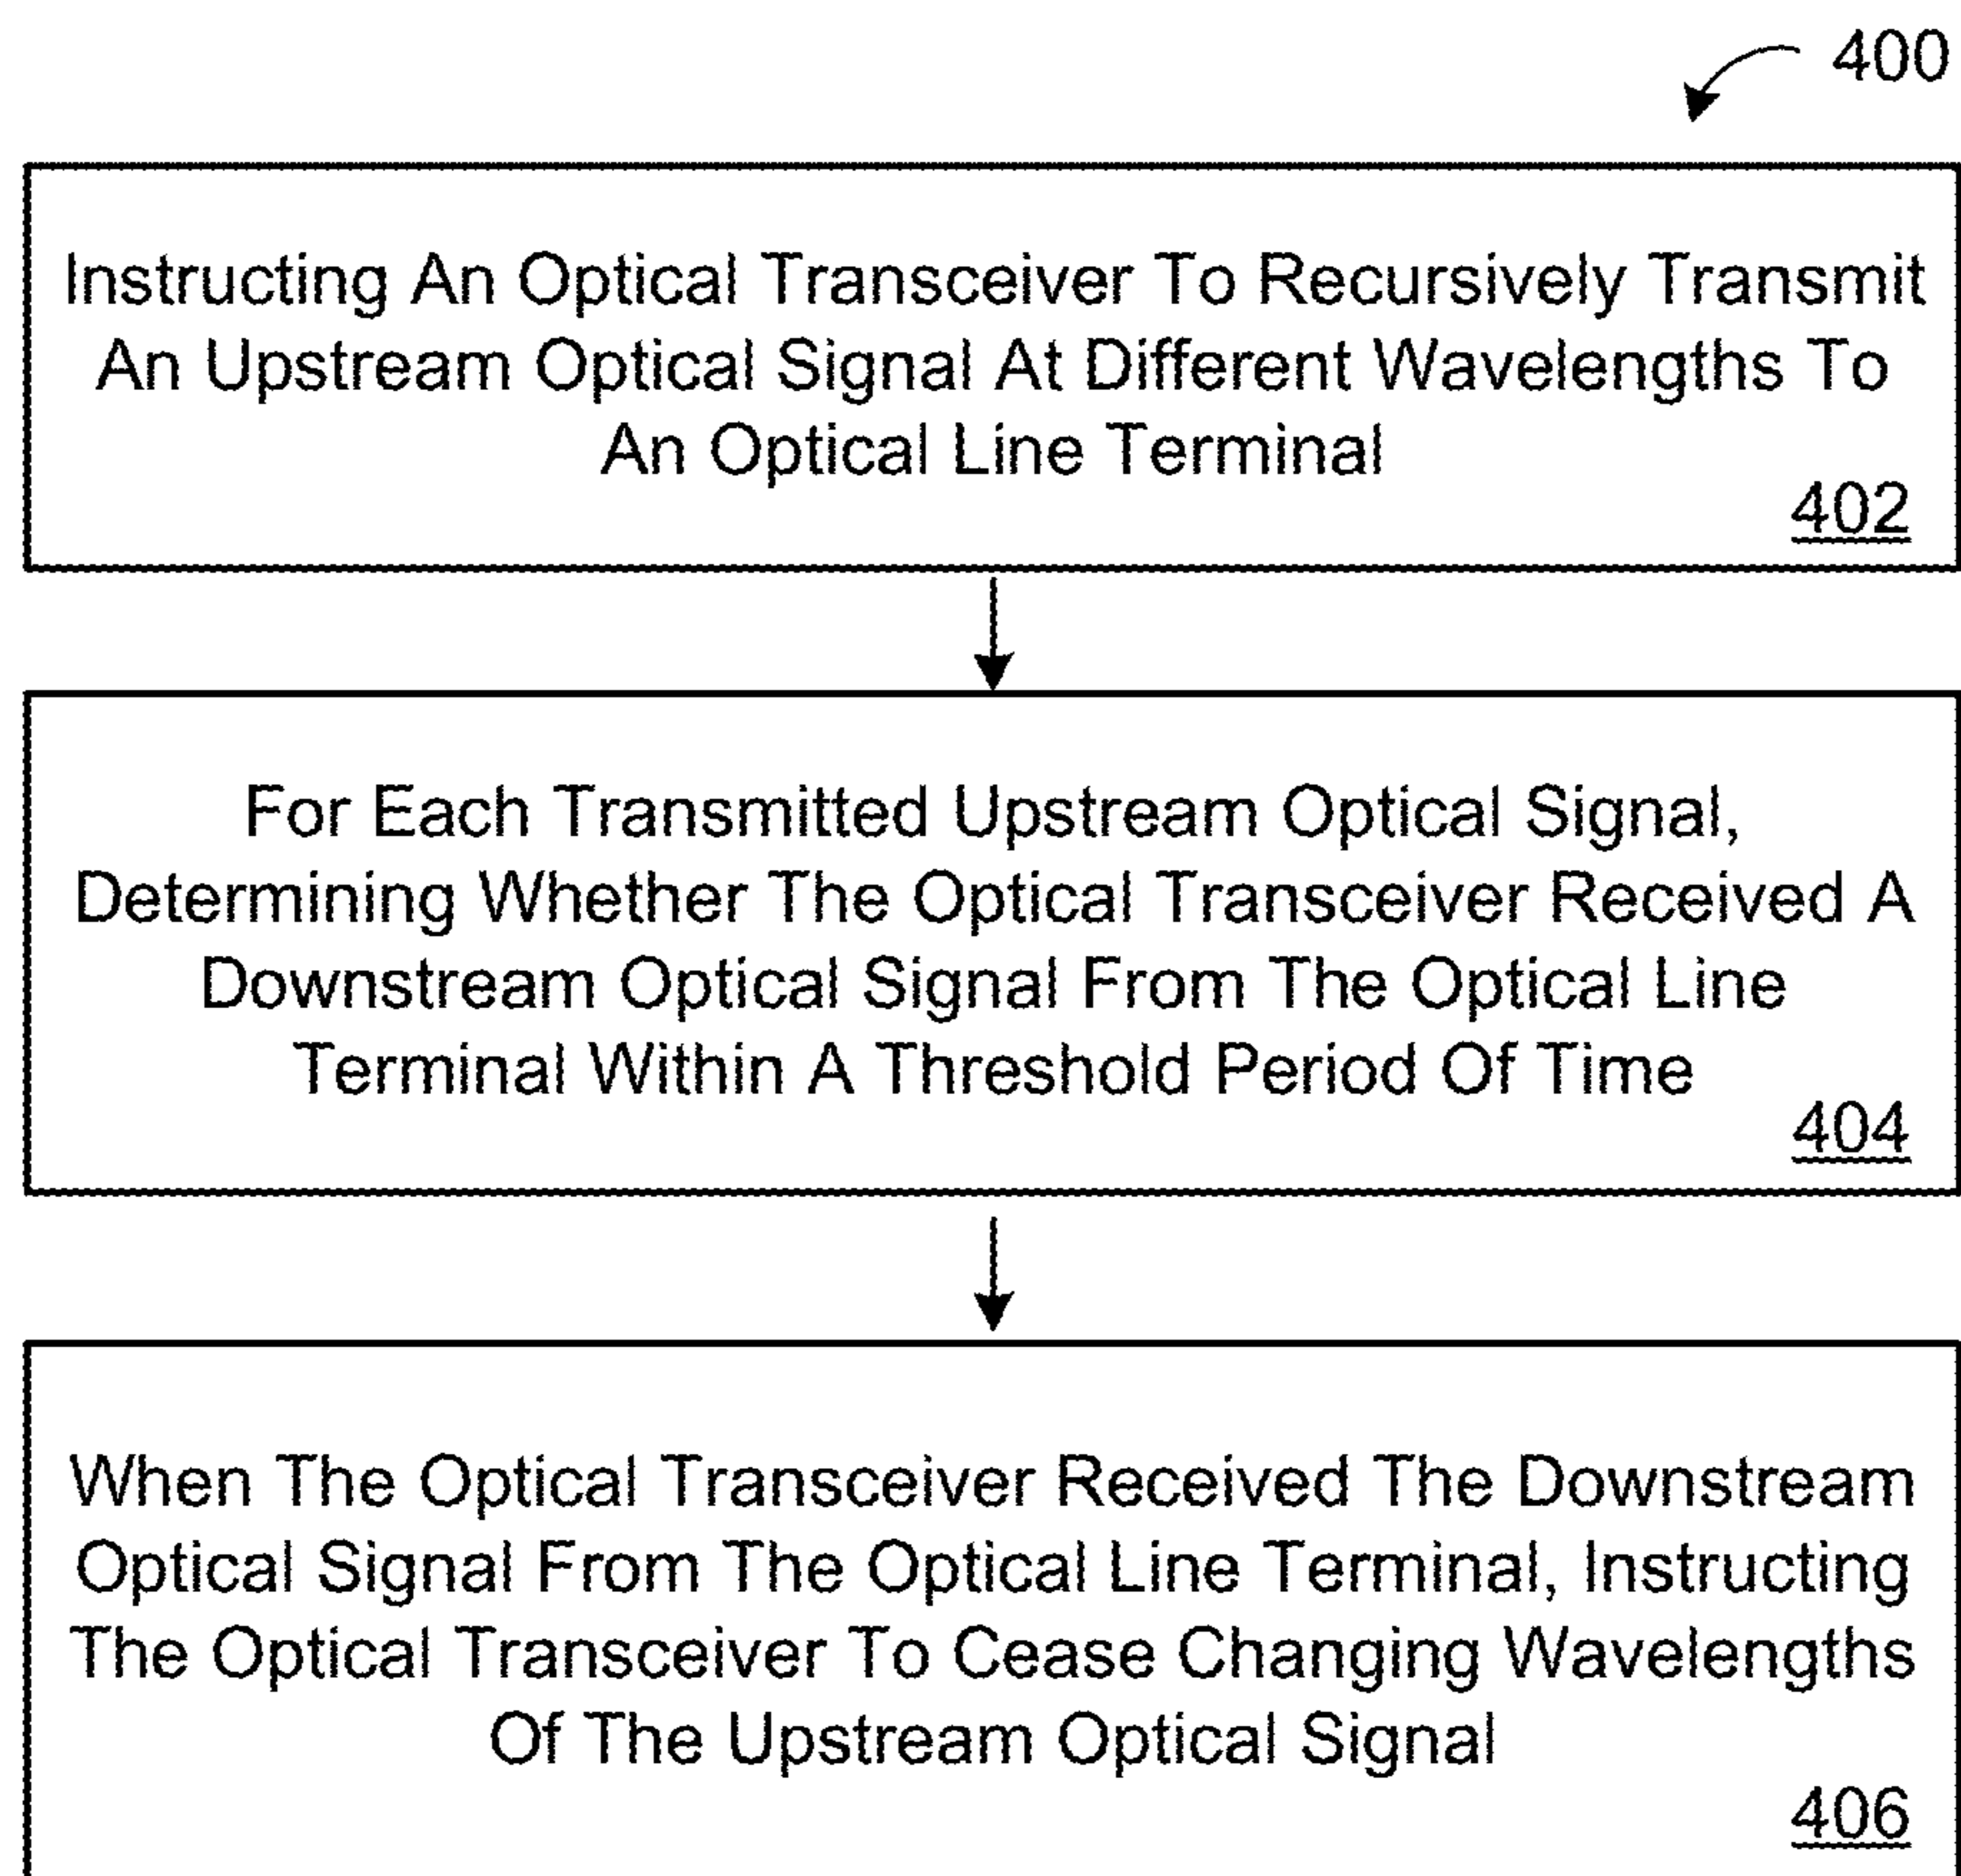 400
Instructing An Optical Transceiver To Recursively Transmit
An Upstream Optical Signal At Different Wavelengths To
An Optical Line Terminal
402
For Each Transmitted Upstream Optical Signal,
Determining Whether The Optical Transceiver Received A
Downstream Optical Signal From The Optical Line
Terminal Within A Threshold Period Of Time
404
When The Optical Transceiver Received The Downstream
Optical Signal From The Optical Line Terminal, Instructing
The Optical Transceiver To Cease Changing Wavelengths
Of The Upstream Optical Signal
406